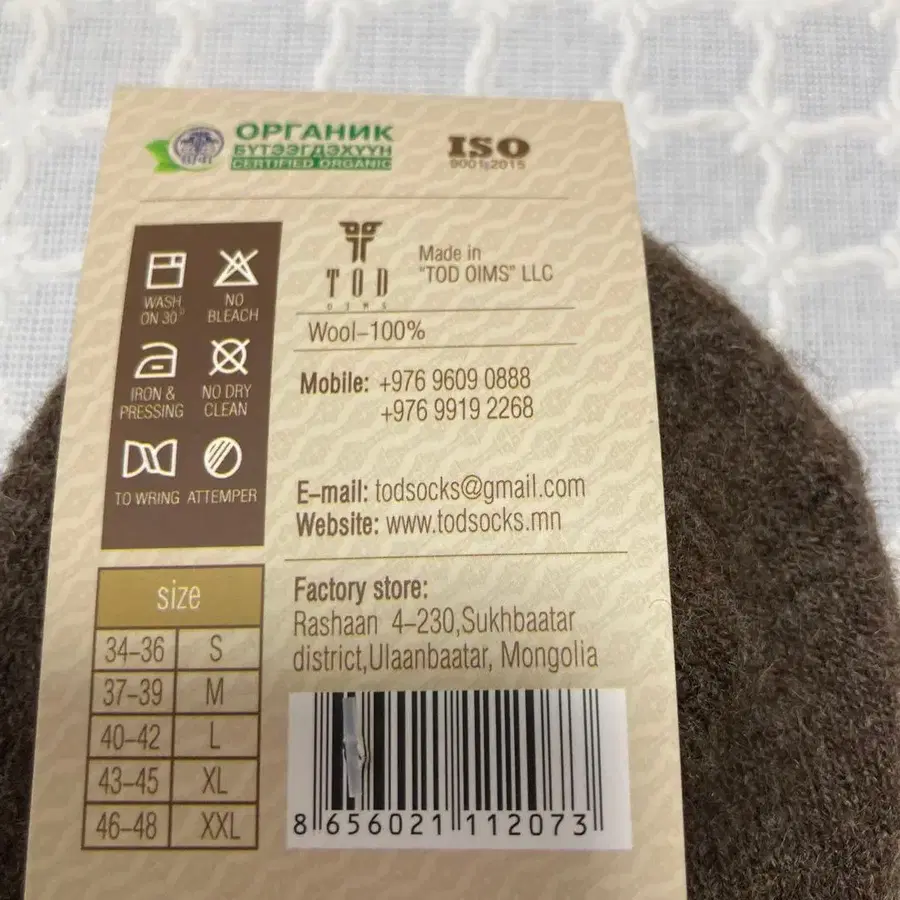 ОРГАНИК
БҮТЭЭГДЭХҮҮН
CERTIFIED ORGANIC
ISO
9001:2015
WASH
ON 30°
NO
BLEACH
IRON &
PRESSING
NO DRY
CLEAN
TO WRING
ATTEMPER
TOD
OIMS
Made in
"TOD OIMS" LLC
Wool-100%
Mobile: +976 9609 0888
+976 9919 2268
E-mail: todsocks@gmail.com
Website: www.todsocks.mn
size
34-36 S
37-39 M
40-42 L
43-45 XL
46-48 XXL
Factory store:
Rashaan 4-230,Sukhbaatar
district,Ulaanbaatar, Mongolia
8 656021 112073